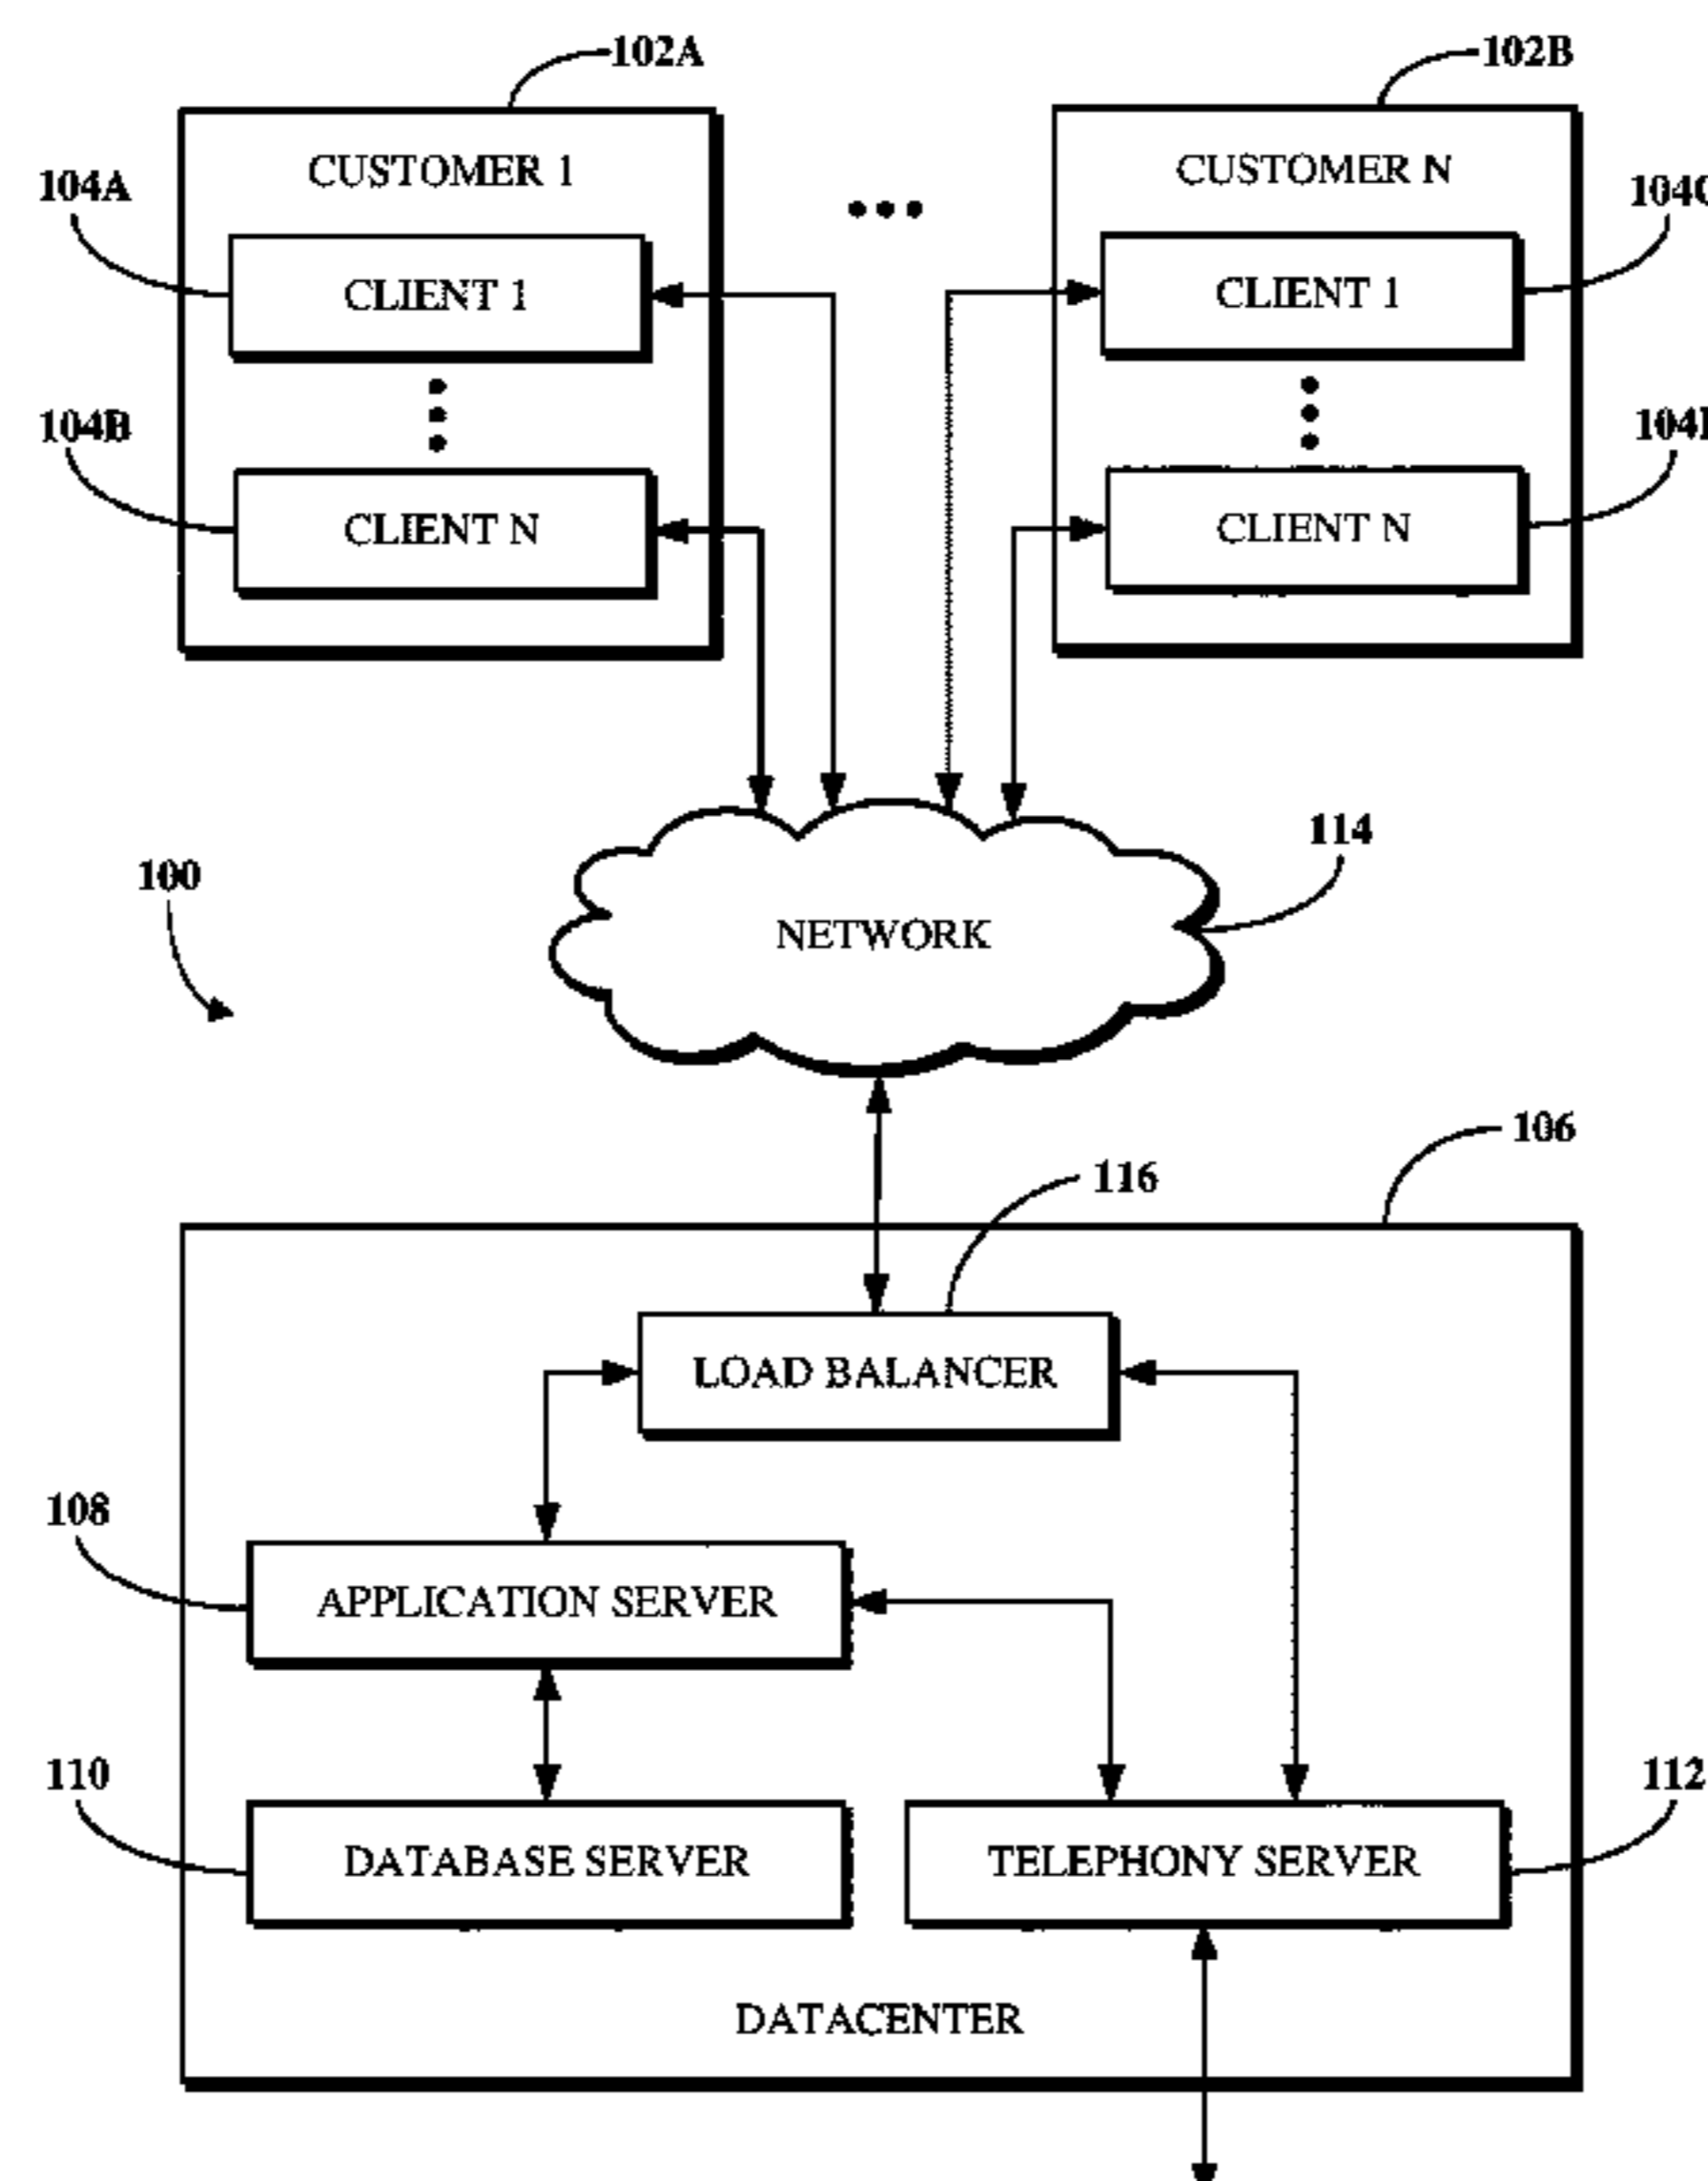 102A
102B
CUSTOMER 1
CUSTOMER N
104A
CLIENT 1
CLIENT 1
104B
CLIENT N
CLIENT N
114
100
NETWORK
106
116
LOAD BALANCER
108
APPLICATION SERVER
110
112
DATABASE SERVER
TELEPHONY SERVER
DATACENTER